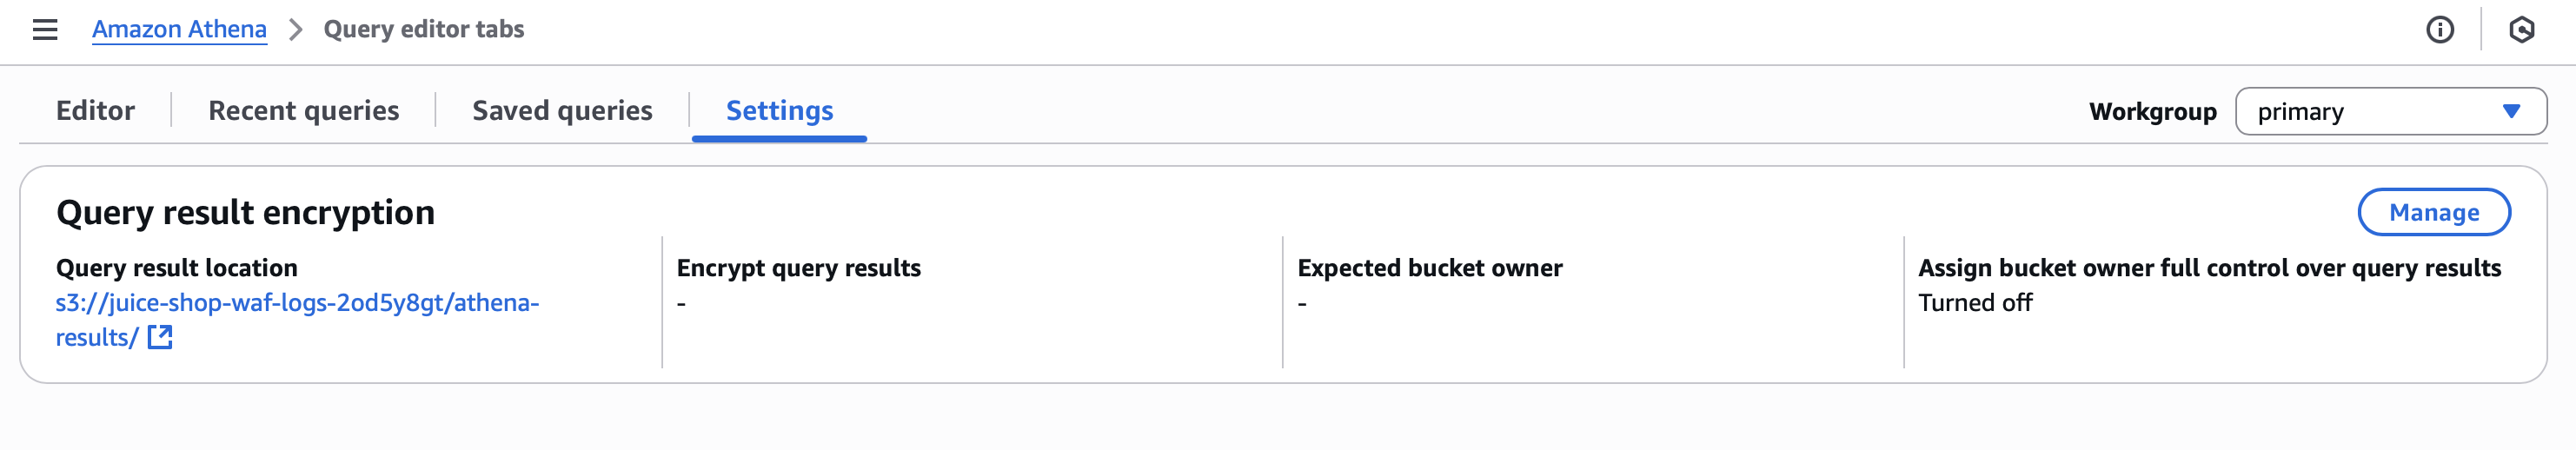 Amazon Athena > Query editor tabs
Editor
Recent queries
Saved queries
Settings
Workgroup
primary
Query result encryption
Manage
Query result location
s3://juice-shop-waf-logs-2od5y8gt/athena-
results/
Encrypt query results
-
Expected bucket owner
-
Assign bucket owner full control over query results
Turned off